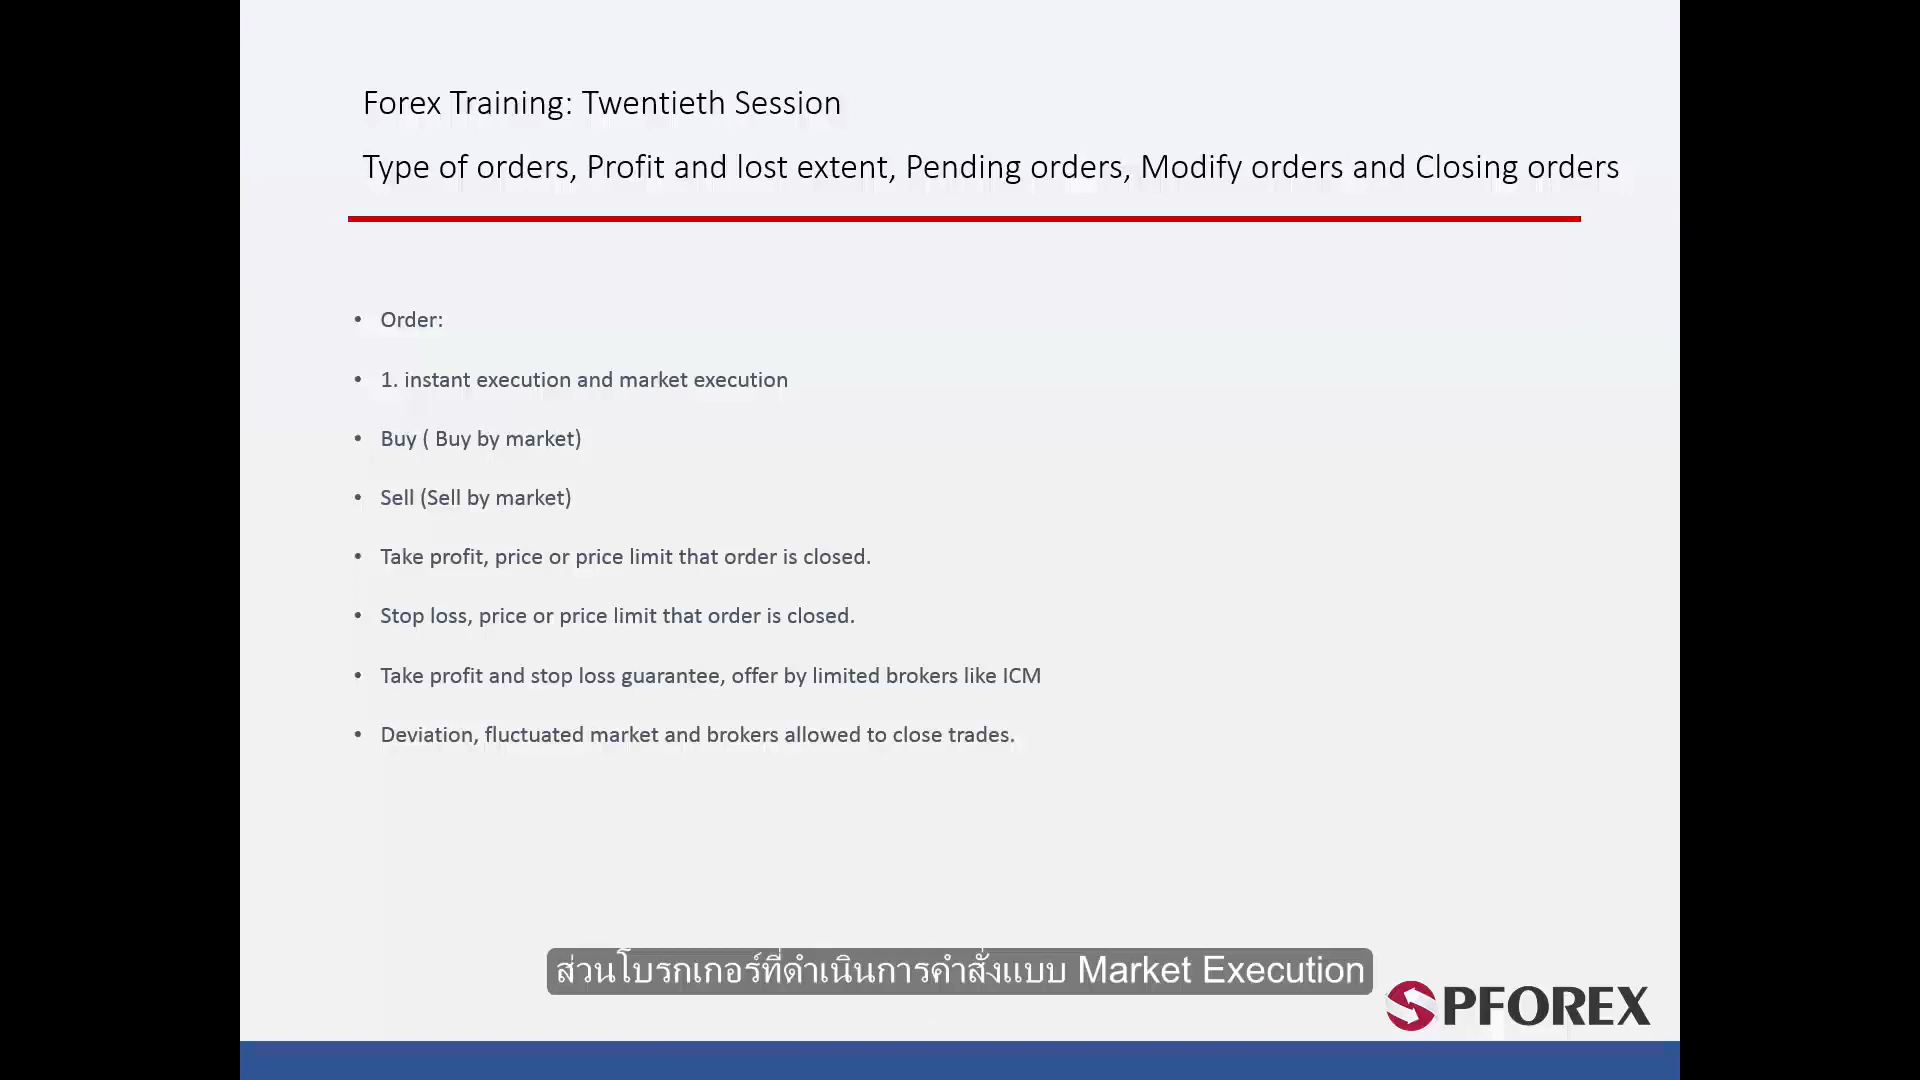 Forex Training: Twentieth Session
Type of orders, Profit and lost extent, Pending orders, Modify orders and Closing orders
• Order:
• 1. instant execution and market execution
• Buy ( Buy by market)
• Sell (Sell by market)
• Take profit, price or price limit that order is closed.
• Stop loss, price or price limit that order is closed.
• Take profit and stop loss guarantee, offer by limited brokers like ICM
• Deviation, fluctuated market and brokers allowed to close trades.
ส่วนโบรกเกอร์ที่ดำเนินการคำสั่งแบบ Market Execution
PFOREX